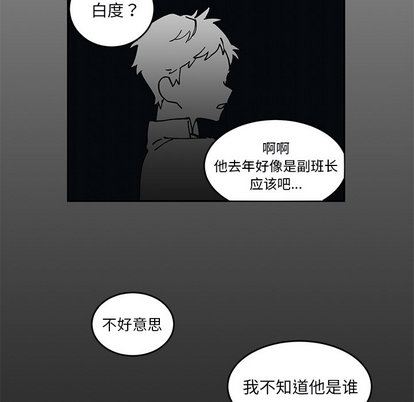 白度？
啊啊
他去年好像是副班长
应该吧...
不好意思
我不知道他是谁